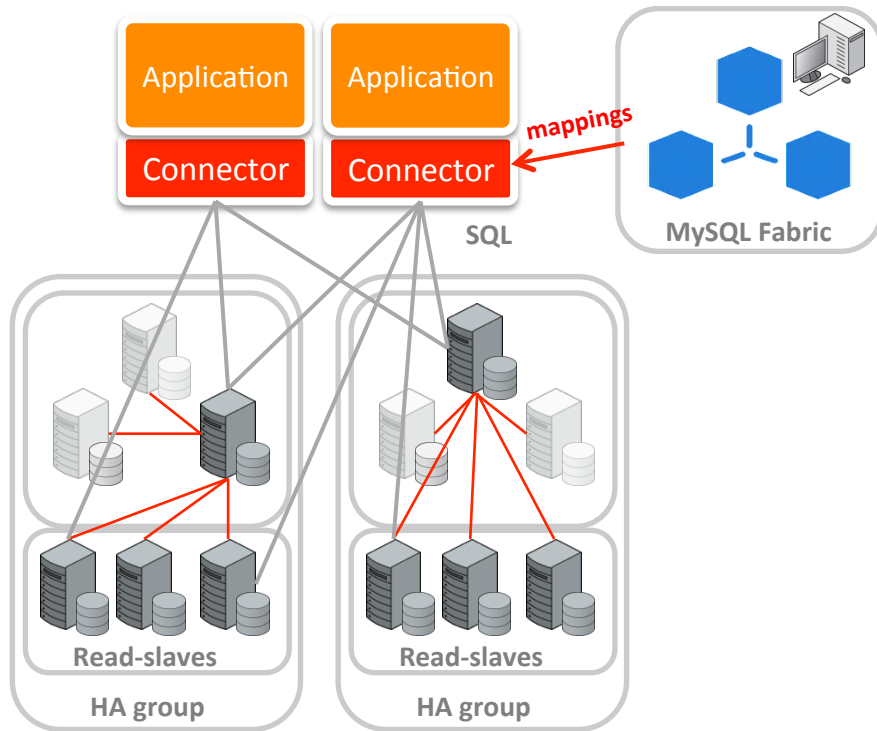 Application
Application
mappings
Connector
Connector
SQL
MySQL Fabric
Read-slaves
Read-slaves
HA group
HA group